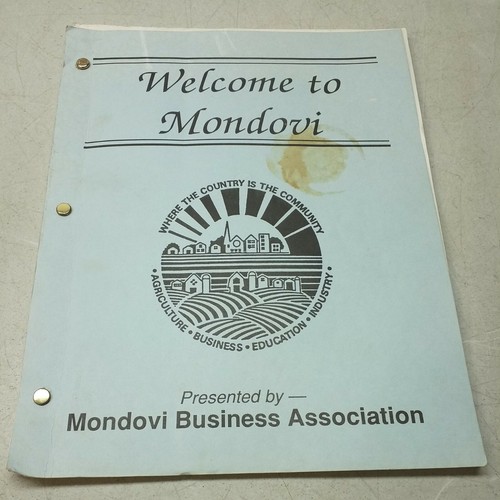 Welcome to
Mondovi
WHERE THE COUNTRY IS THE COMMUNITY
• AGRICULTURE • BUSINESS • EDUCATION • INDUSTRY •
Presented by —
Mondovi Business Association